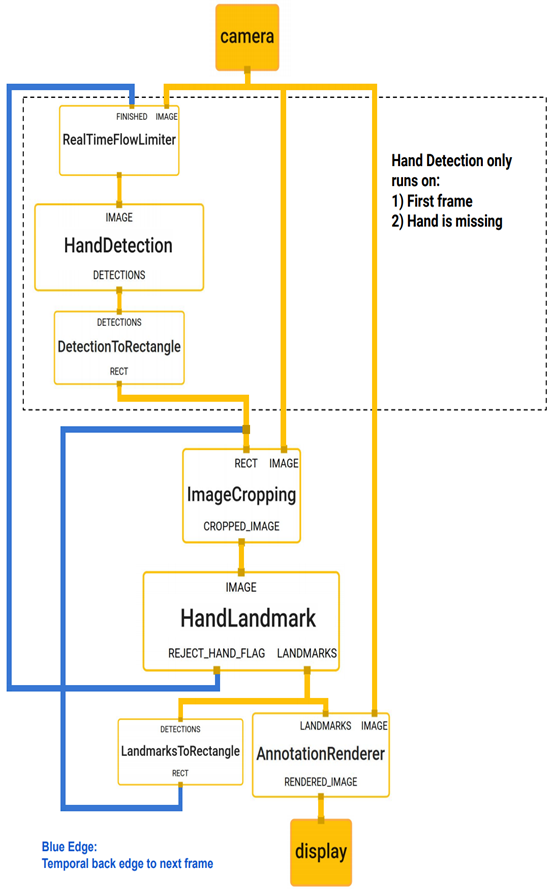 camera
FINISHED IMAGE
RealTimeFlowLimiter
Hand Detection only
runs on:
1) First frame
2) Hand is missing
IMAGE
HandDetection
DETECTIONS
DETECTIONS
DetectionToRectangle
RECT
RECT IMAGE
ImageCropping
CROPPED_IMAGE
IMAGE
HandLandmark
REJECT_HAND_FLAG LANDMARKS
DETECTIONS
LandmarksToRectangle
RECT
LANDMARKS IMAGE
AnnotationRenderer
RENDERED_IMAGE
display
Blue Edge:
Temporal back edge to next frame